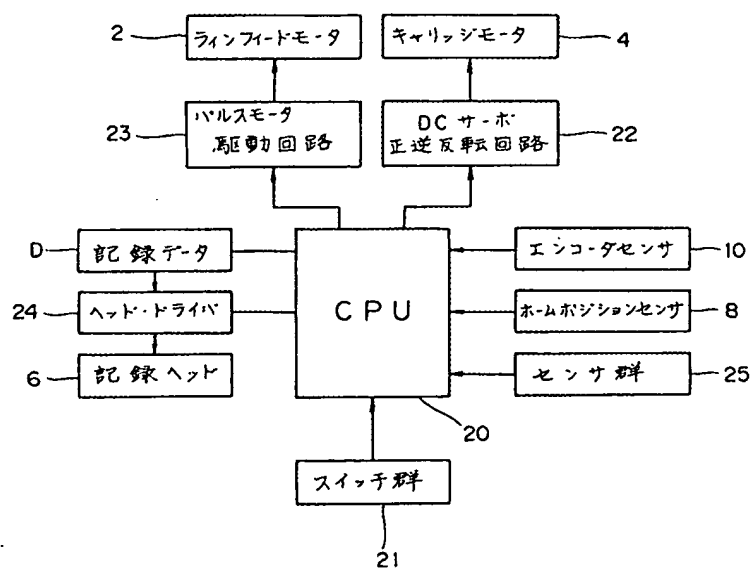 2
ラインフィードモータ
キャリッジモータ
4
23
パルスモータ
駆動回路
DCサーボ
正逆反転回路
22
D
記録データ
エンコーダセンサ
10
24
ヘッド・ドライバ
CPU
ホームポジションセンサ
8
6
記録ヘッド
センサ群
25
20
スイッチ群
21